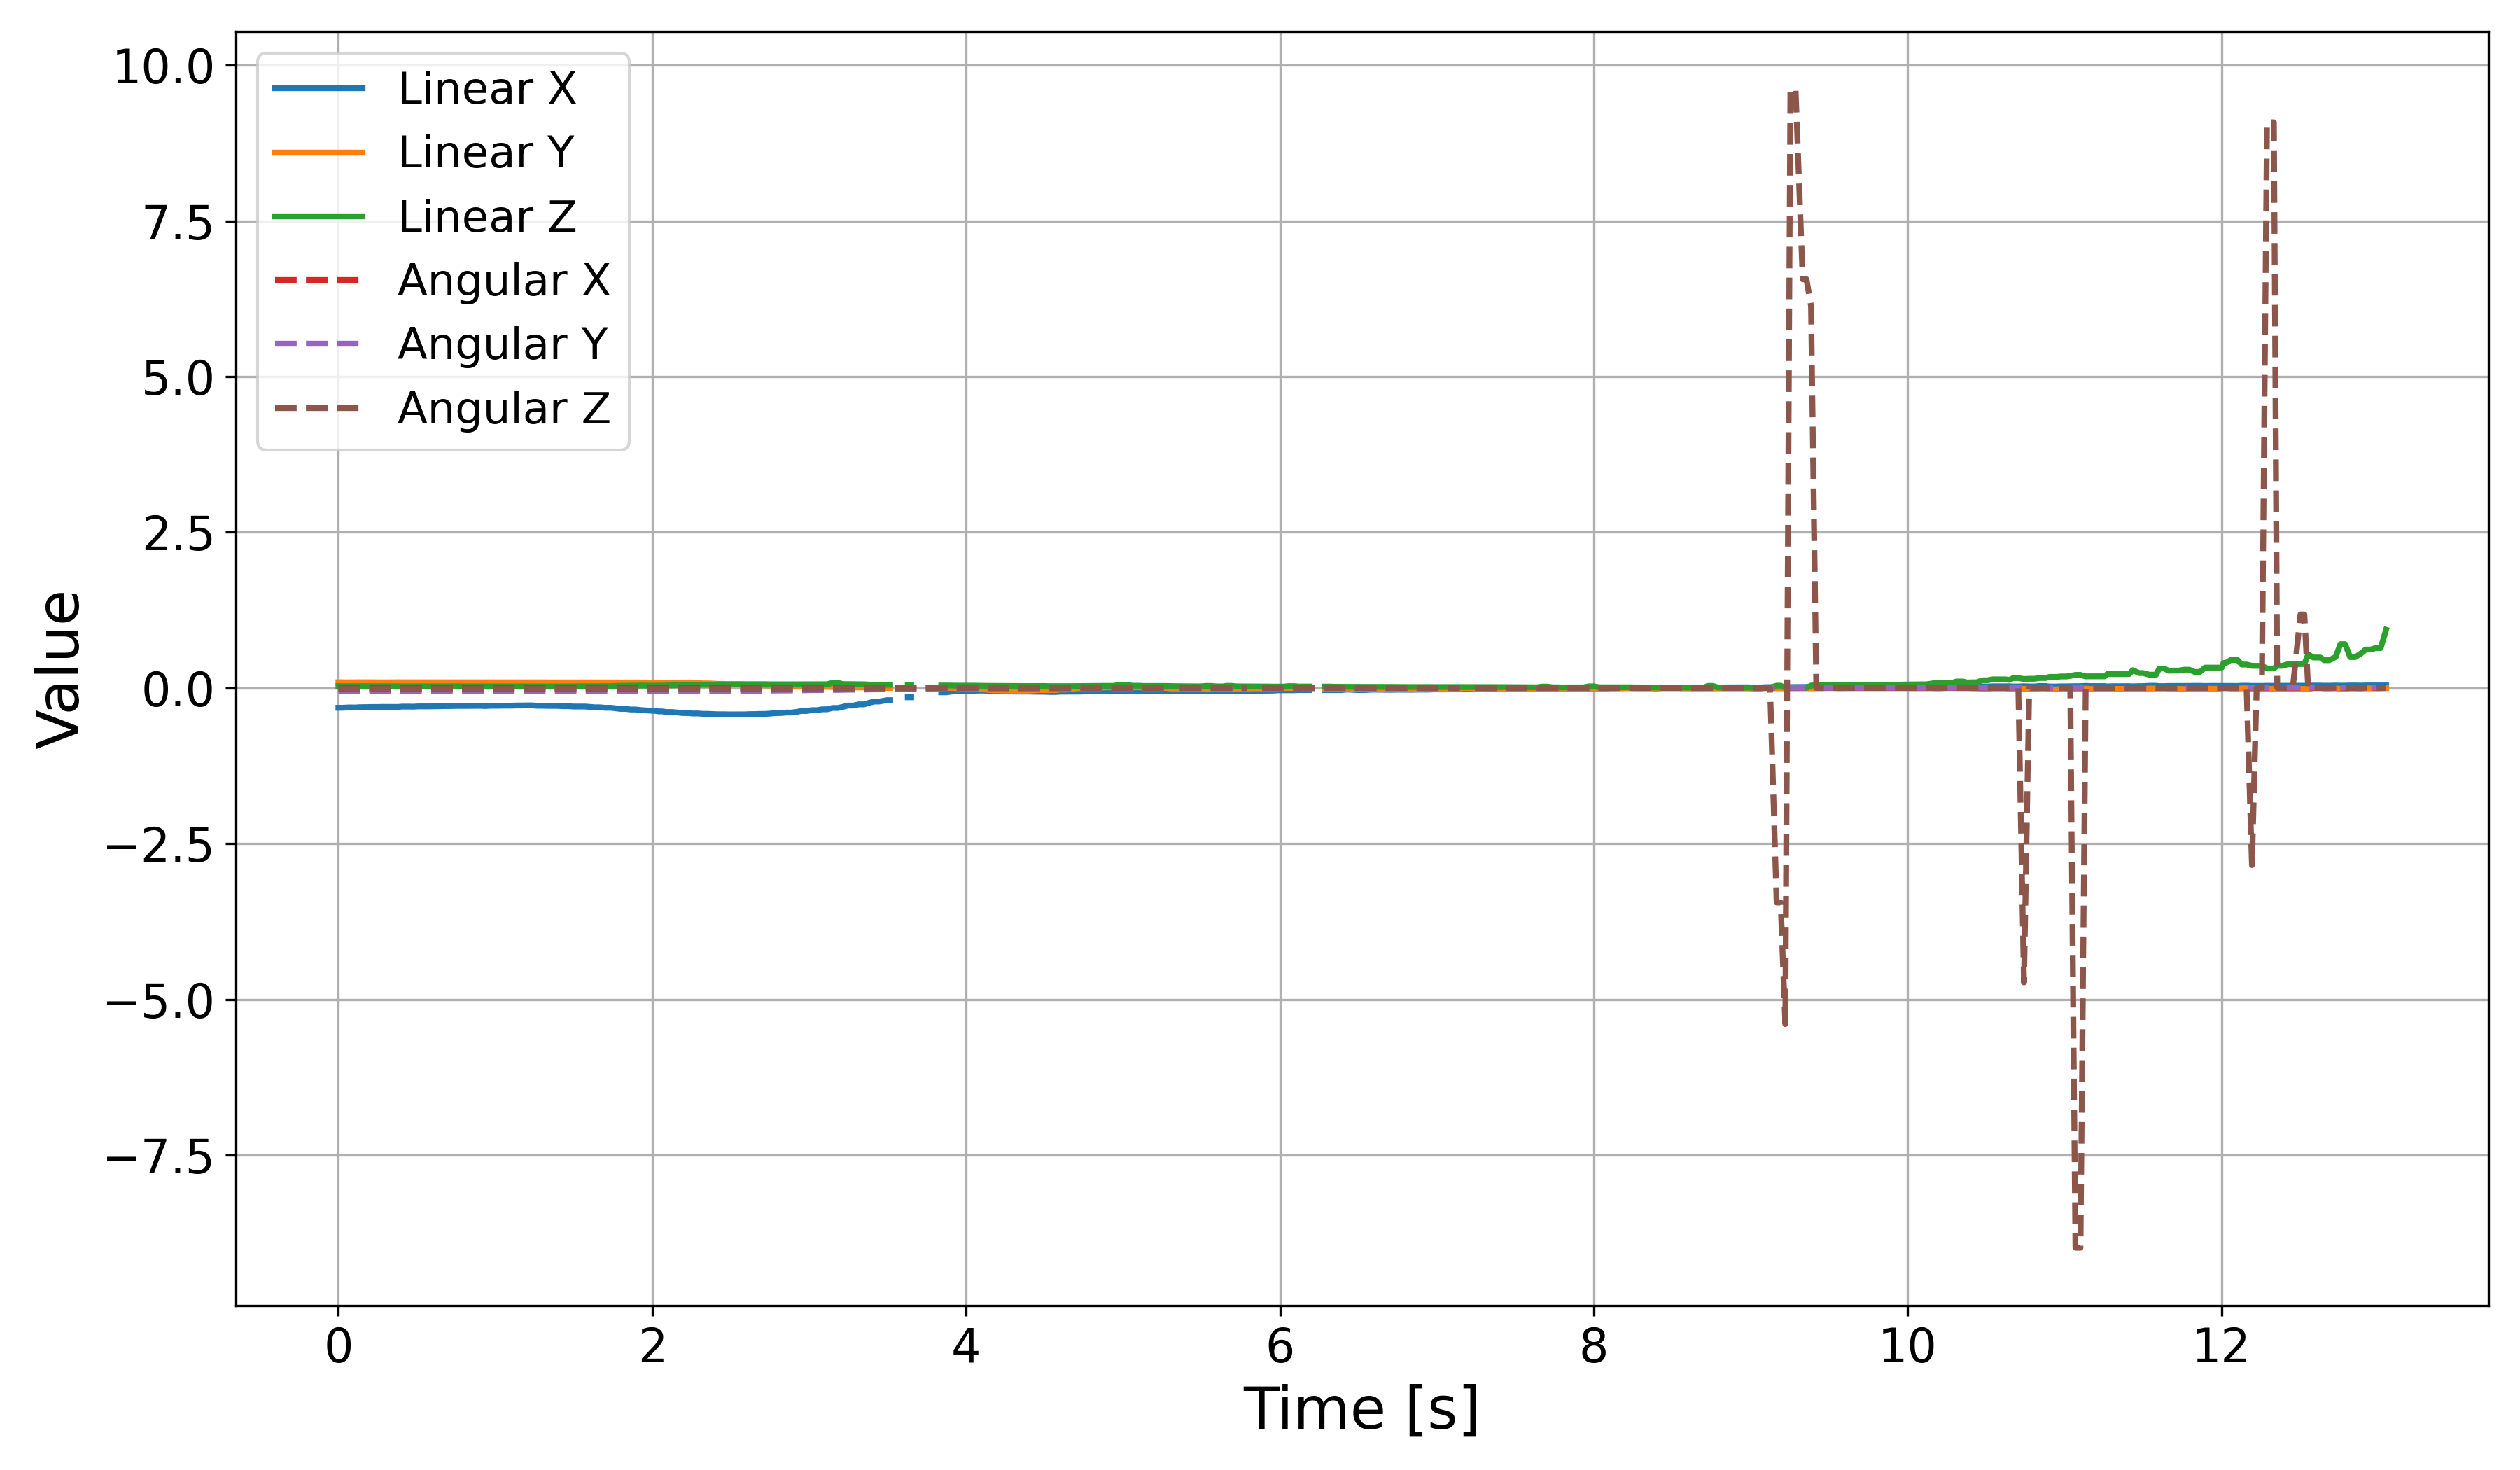 10.0
7.5
5.0
2.5
0.0
−2.5
−5.0
−7.5
Value
Linear X
Linear Y
Linear Z
Angular X
Angular Y
Angular Z
0 2 4 6 8 10 12
Time [s]